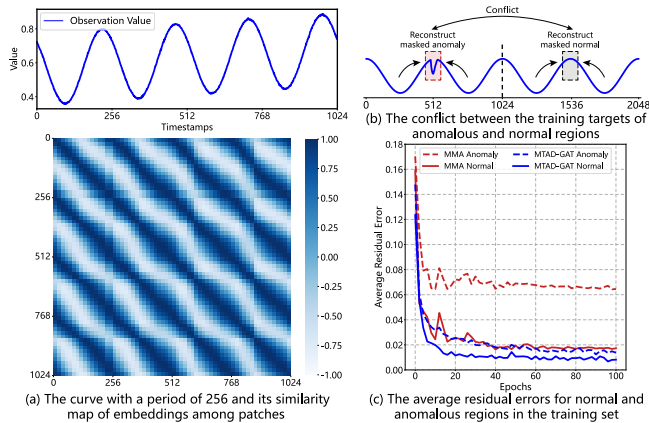 Observation Value
Value
0.8
0.6
0.4
0
256
512
768
1024
Timestamps
0
256
512
768
1024
0
256
512
768
1024
1.00
0.75
0.50
0.25
0.00
-0.25
-0.50
-0.75
-1.00
(a) The curve with a period of 256 and its similarity
map of embeddings among patches
Conflict
Reconstruct
masked anomaly
Reconstruct
masked normal
0
512
1024
1536
2048
(b) The conflict between the training targets of
anomalous and normal regions
0.18
0.16
0.14
0.12
0.10
0.08
0.06
0.04
0.02
0.00
Average Residual Error
MMA Anomaly
MMA Normal
MTAD-GAT Anomaly
MTAD-GAT Normal
0
20
40
60
80
100
Epochs
(c) The average residual errors for normal and
anomalous regions in the training set